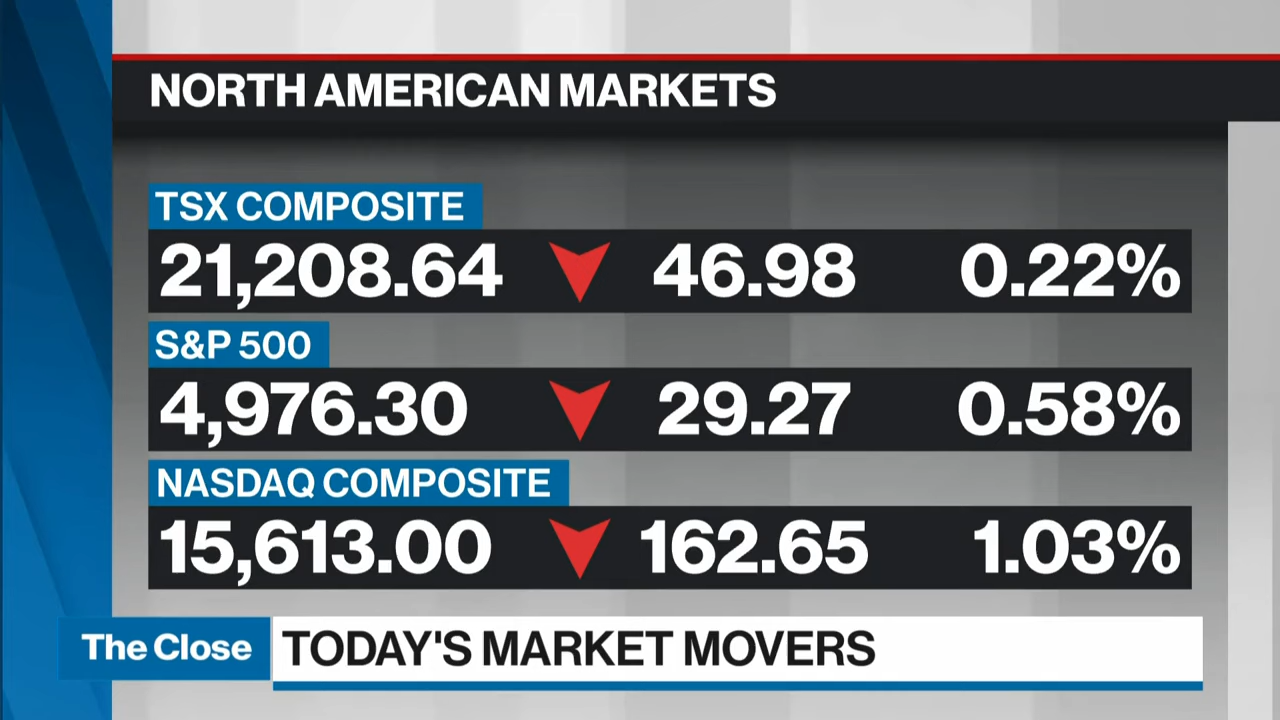 NORTH AMERICAN MARKETS
TSX COMPOSITE
21,208.64 46.98 0.22%
S&P 500
4,976.30 29.27 0.58%
NASDAQ COMPOSITE
15,613.00 162.65 1.03%
The Close TODAY'S MARKET MOVERS